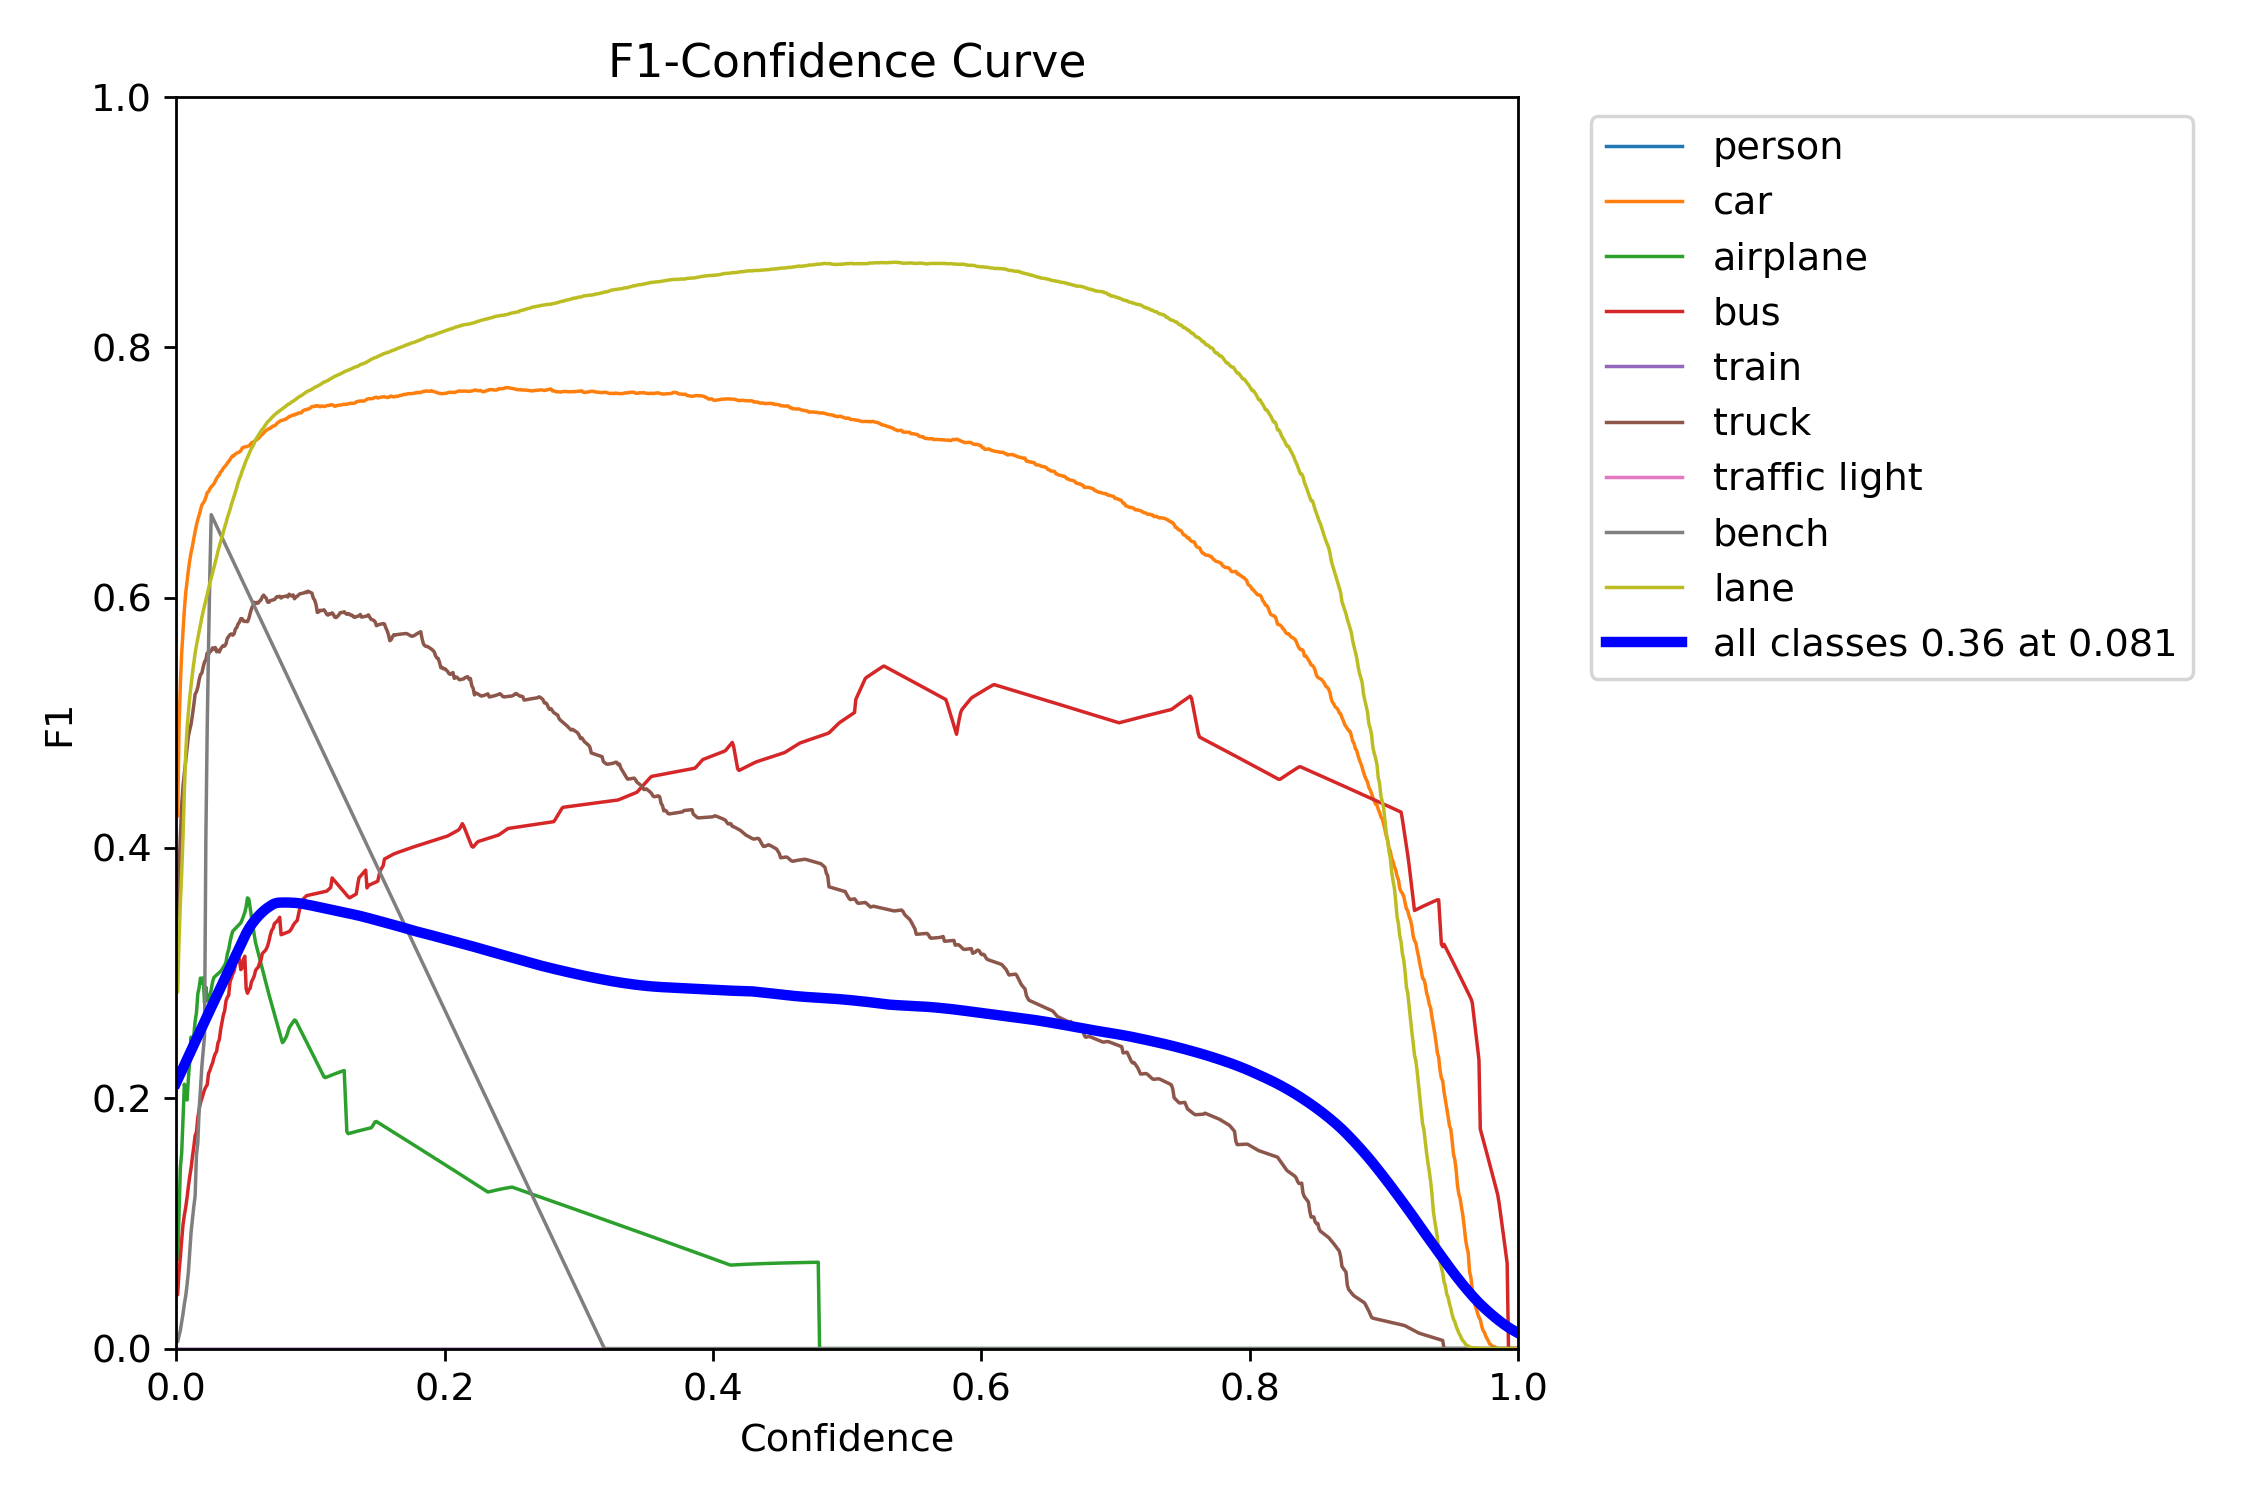 F1-Confidence Curve
1.0
0.8
0.6
0.4
0.2
0.0
F1
0.0 0.2 0.4 0.6 0.8 1.0
Confidence
person
car
airplane
bus
train
truck
traffic light
bench
lane
all classes 0.36 at 0.081